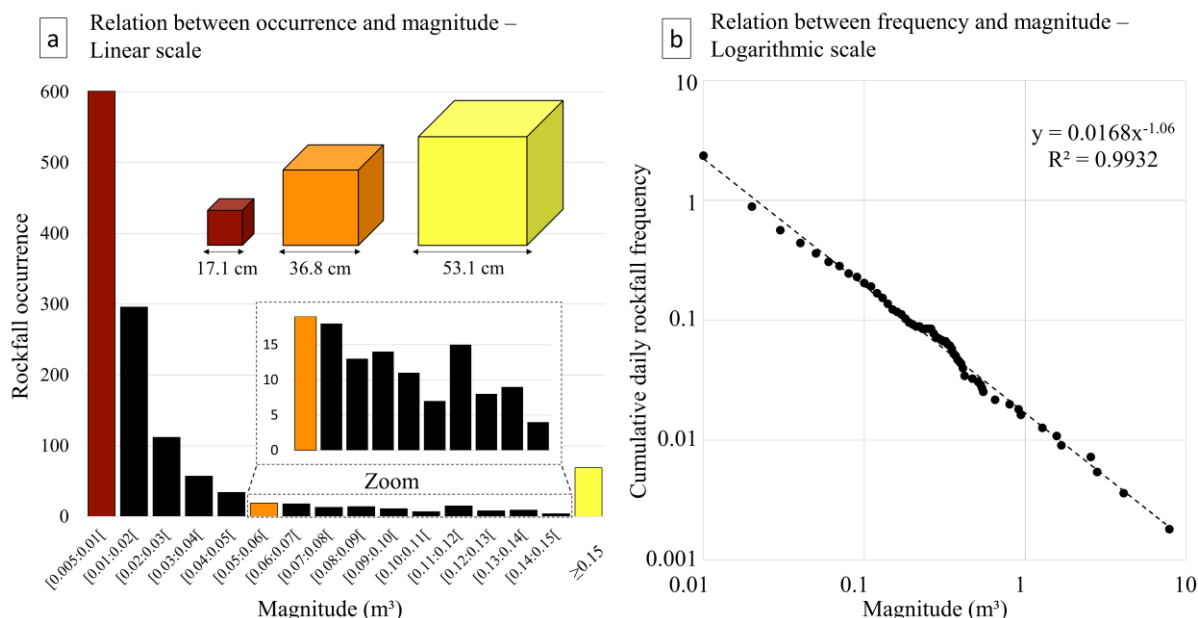 a
Relation between occurrence and magnitude –
Linear scale
Rockfall occurrence
600
500
400
300
200
100
0
17.1 cm
36.8 cm
53.1 cm
15
10
5
0
Zoom
[0.005:0.01[
[0.01:0.02[
[0.02:0.03[
[0.03:0.04[
[0.04:0.05[
[0.05:0.06[
[0.06:0.07[
[0.07:0.08[
[0.08:0.09[
[0.09:0.10[
[0.10:0.11[
[0.11:0.12[
[0.12:0.13[
[0.13:0.14[
[0.14:0.15[
≥0.15
Magnitude (m³)
b
Relation between frequency and magnitude –
Logarithmic scale
Cumulative daily rockfall frequency
10
1
0.1
0.01
0.001
y = 0.0168x⁻¹·⁰⁶
R² = 0.9932
0.01
0.1
1
10
Magnitude (m³)